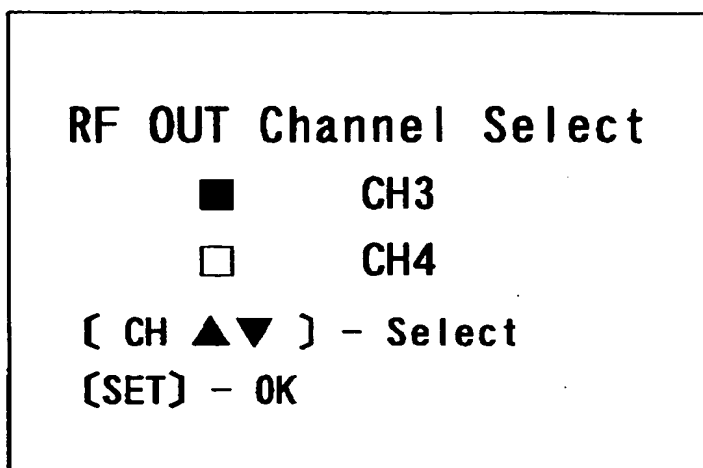 RF OUT Channel Select
■ CH3
□ CH4
[ CH ▲▼ ] - Select
[SET] - OK